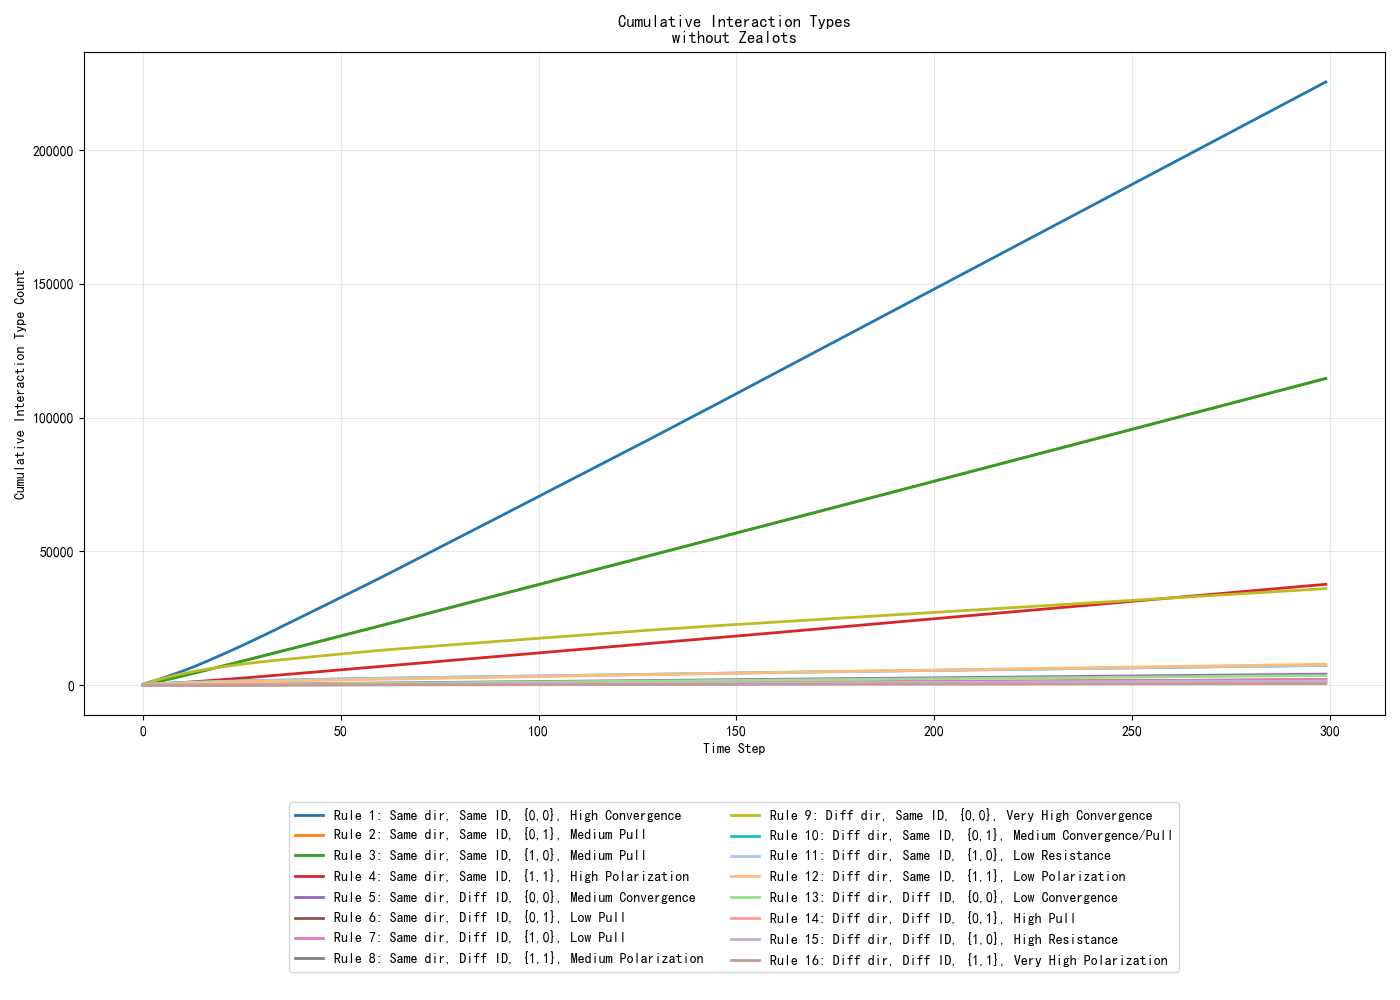 Cumulative Interaction Types
without Zealots
Cumulative Interaction Type Count
200000
150000
100000
50000
0
0
50
100
150
200
250
300
Time Step
Rule 1: Same dir, Same ID, {0,0}, High Convergence
Rule 2: Same dir, Same ID, {0,1}, Medium Pull
Rule 3: Same dir, Same ID, {1,0}, Medium Pull
Rule 4: Same dir, Same ID, {1,1}, High Polarization
Rule 5: Same dir, Diff ID, {0,0}, Medium Convergence
Rule 6: Same dir, Diff ID, {0,1}, Low Pull
Rule 7: Same dir, Diff ID, {1,0}, Low Pull
Rule 8: Same dir, Diff ID, {1,1}, Medium Polarization
Rule 9: Diff dir, Same ID, {0,0}, Very High Convergence
Rule 10: Diff dir, Same ID, {0,1}, Medium Convergence/Pull
Rule 11: Diff dir, Same ID, {1,0}, Low Resistance
Rule 12: Diff dir, Same ID, {1,1}, Low Polarization
Rule 13: Diff dir, Diff ID, {0,0}, Low Convergence
Rule 14: Diff dir, Diff ID, {0,1}, High Pull
Rule 15: Diff dir, Diff ID, {1,0}, High Resistance
Rule 16: Diff dir, Diff ID, {1,1}, Very High Polarization